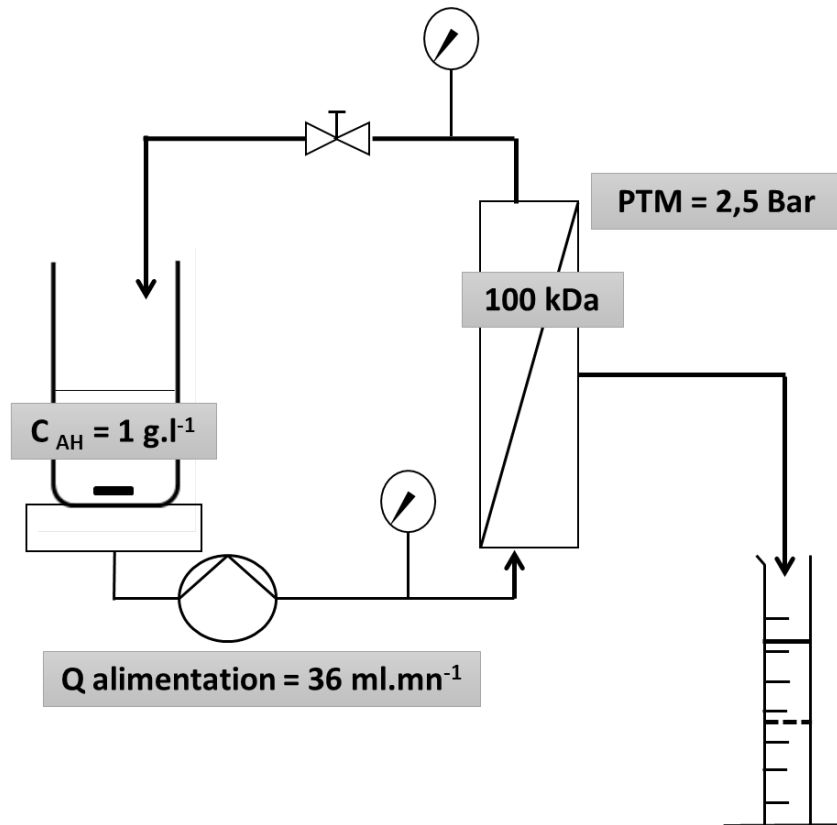 PTM = 2,5 Bar
100 kDa
C AH = 1 g.l-1
Q alimentation = 36 ml.mn-1